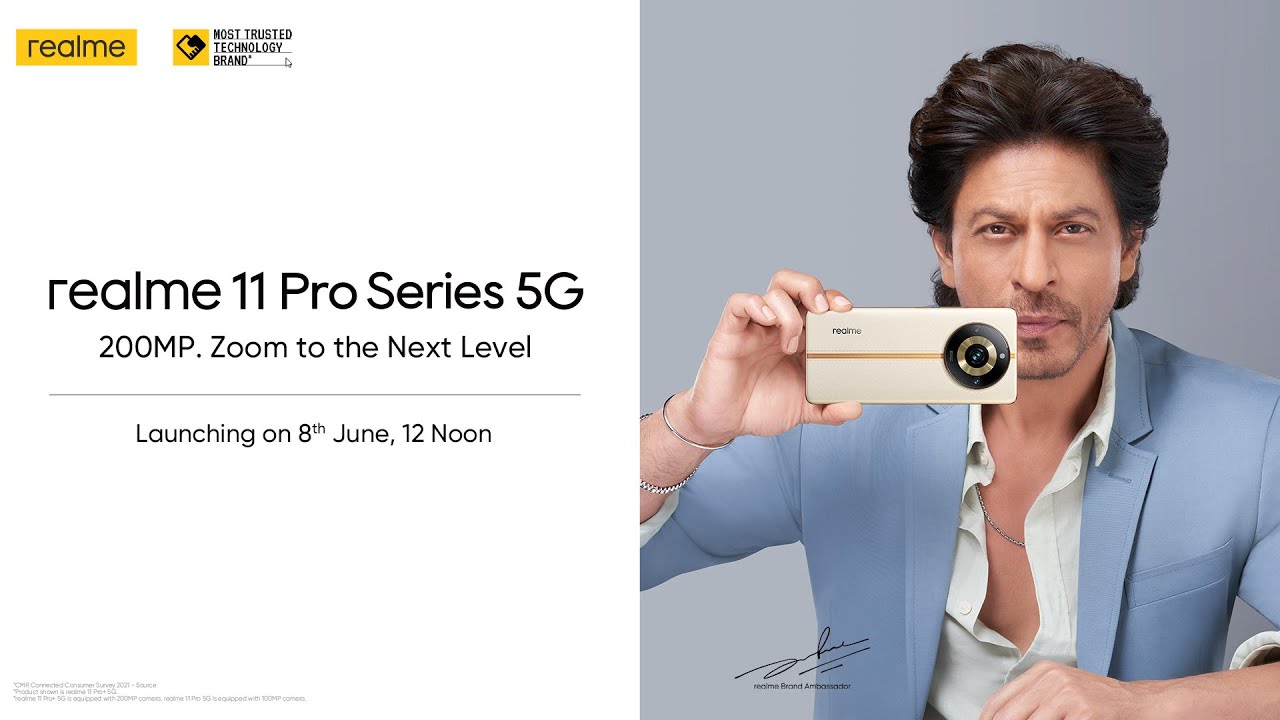 realme
MOST TRUSTED
TECHNOLOGY
BRAND*
realme 11 Pro Series 5G
200MP. Zoom to the Next Level
Launching on 8th June, 12 Noon
realme
realme Brand Ambassador
*CMR Connected Consumer Survey 2021 - Source
*Product shown is realme 11 Pro+ 5G.
*realme 11 Pro+ 5G is equipped with 200MP camera. realme 11 Pro 5G is equipped with 100MP camera.